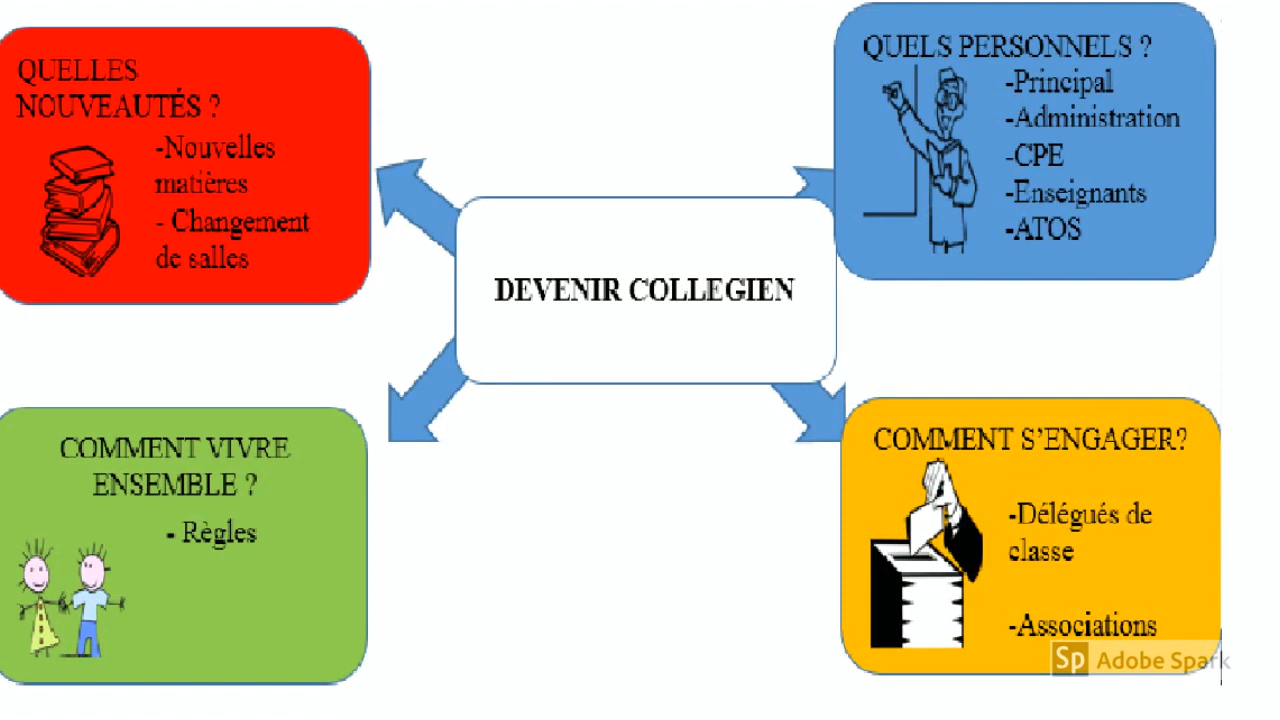 QUELLES
NOUVEAUTÉS ?
-Nouvelles
matières
- Changement
de salles
QUELS PERSONNELS ?
-Principal
-Administration
-CPE
-Enseignants
-ATOS
DEVENIR COLLEGIEN
COMMENT VIVRE
ENSEMBLE ?
- Règles
COMMENT S’ENGAGER?
-Délégués de
classe
-Associations
Sp Adobe Spark